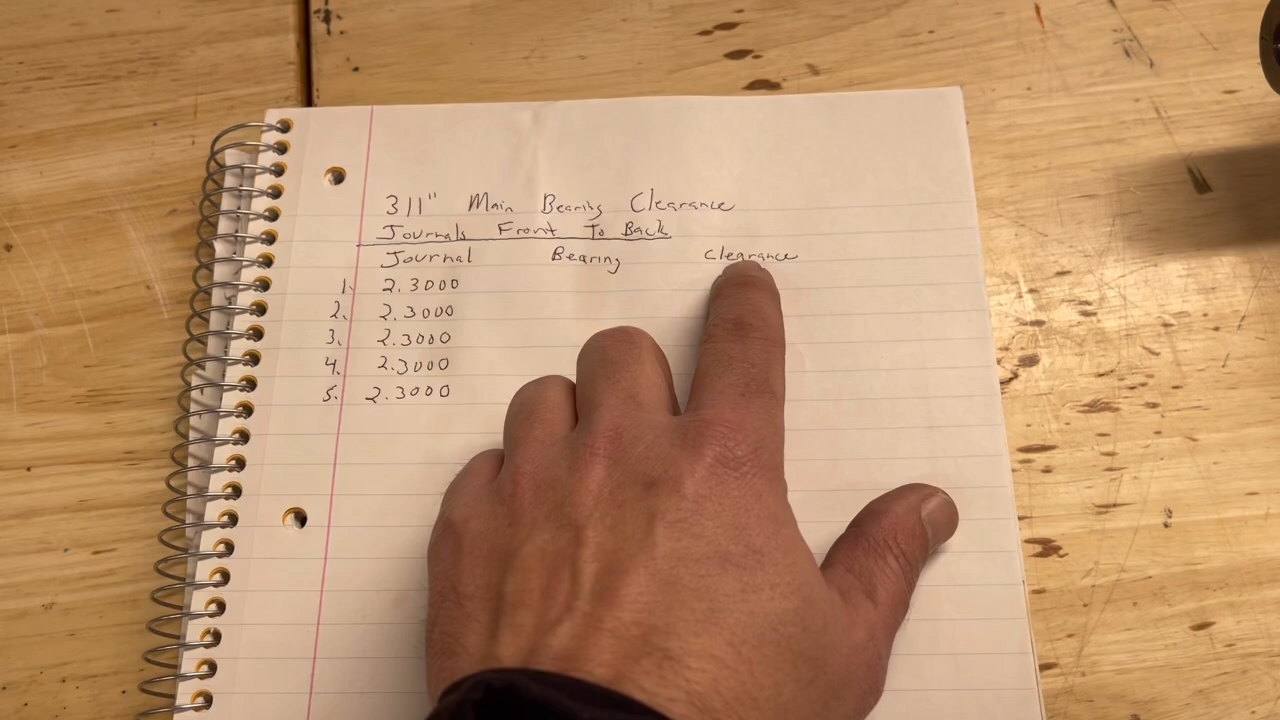 311" Main Bearing Clearance
Journals Front To Back
Journal Bearing Clearance
1. 2.3000
2. 2.3000
3. 2.3000
4. 2.3000
5. 2.3000